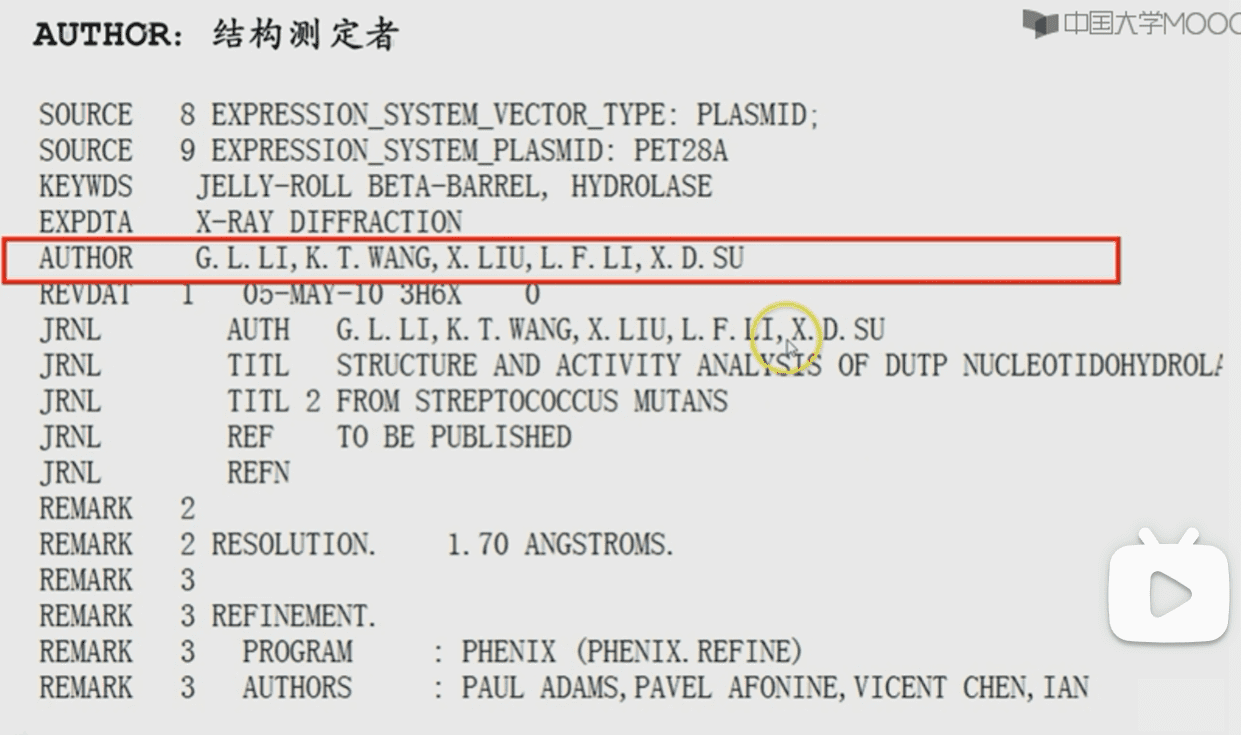 AUTHOR: 结构测定者
中国大学MOOC
SOURCE 8 EXPRESSION_SYSTEM_VECTOR_TYPE: PLASMID;
SOURCE 9 EXPRESSION_SYSTEM_PLASMID: PET28A
KEYWDS JELLY-ROLL BETA-BARREL, HYDROLASE
EXPDTA X-RAY DIFFRACTION
AUTHOR G.L.LI,K.T.WANG,X.LIU,L.F.LI,X.D.SU
REVDAT 1 05-MAY-10 3H6X 0
JRNL AUTH G.L.LI,K.T.WANG,X.LIU,L.F.LI,X.D.SU
JRNL TITL STRUCTURE AND ACTIVITY ANALYSIS OF DUTP NUCLEOTIDOHYDROLA
JRNL TITL 2 FROM STREPTOCOCCUS MUTANS
JRNL REF TO BE PUBLISHED
JRNL REFN
REMARK 2
REMARK 2 RESOLUTION. 1.70 ANGSTROMS.
REMARK 3
REMARK 3 REFINEMENT.
REMARK 3 PROGRAM : PHENIX (PHENIX.REFINE)
REMARK 3 AUTHORS : PAUL ADAMS,PAVEL AFONINE,VICENT CHEN,IAN